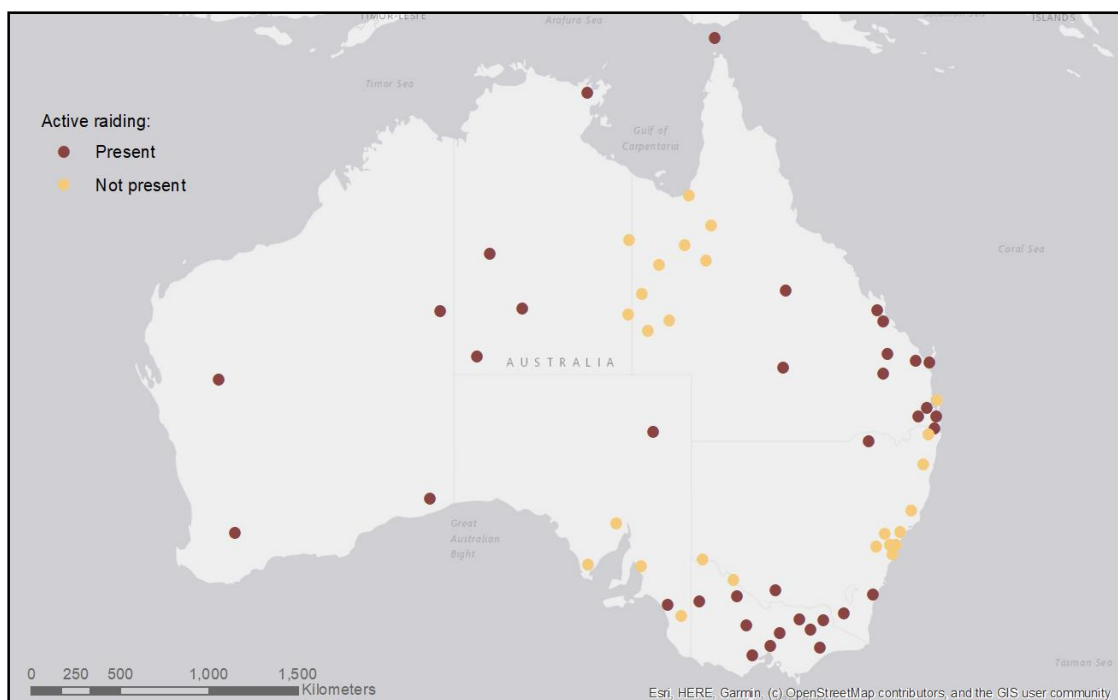 TIMOR-LESTE
Arafura Sea
Solomon Sea
ISLANDS
Timor Sea
Active raiding:
Present
Not present
Gulf of
Carpentaria
Coral Sea
AUSTRALIA
Great
Australian
Bight
Tasman Sea
0 250 500 1,000 1,500
Kilometers
Esri, HERE, Garmin, (c) OpenStreetMap contributors, and the GIS user community